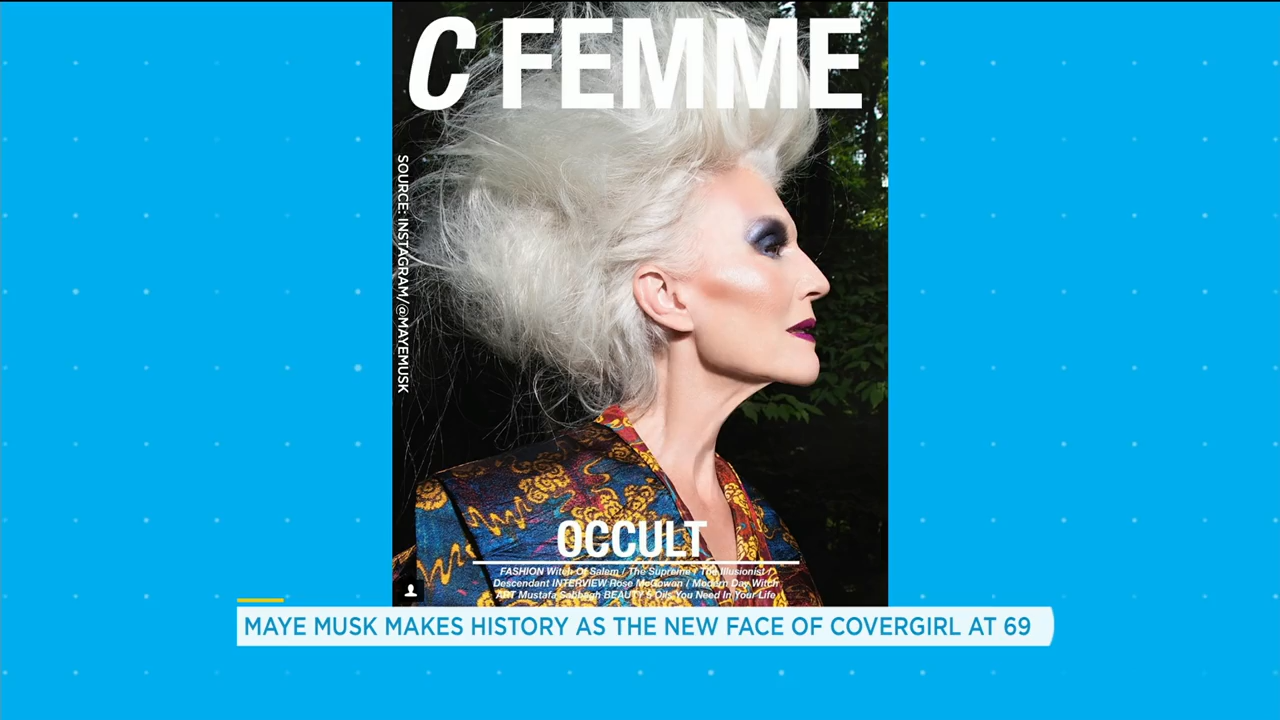 C FEMME
SOURCE: INSTAGRAM/@MAYEMUSK
OCCULT
FASHION Witch Of Salem / The Supreme / The Illusionist /
Descendant INTERVIEW Rose McGowan / Modern Day Witch
ART Mustafa Sabbagh BEAUTY 5 Oils You Need In Your Life
MAYE MUSK MAKES HISTORY AS THE NEW FACE OF COVERGIRL AT 69